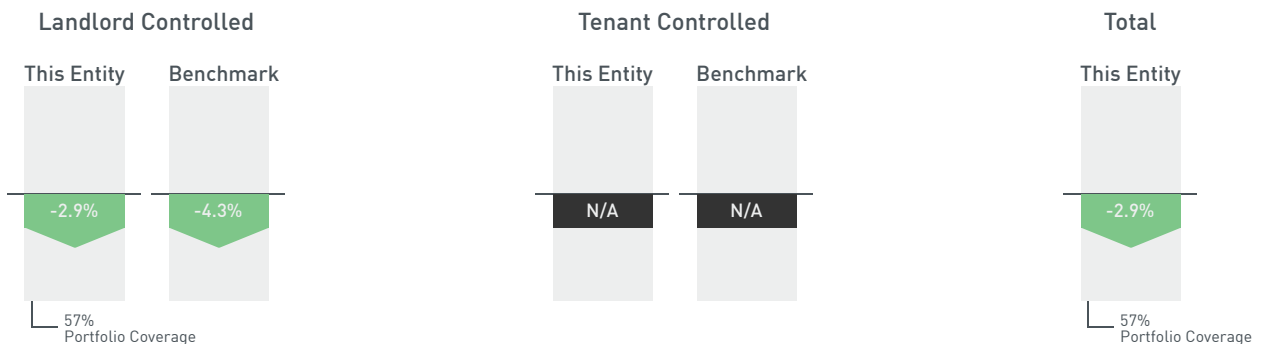 Landlord Controlled
Tenant Controlled
Total
This Entity
Benchmark
This Entity
Benchmark
This Entity
-2.9%
-4.3%
N/A
N/A
-2.9%
57%
Portfolio Coverage
57%
Portfolio Coverage